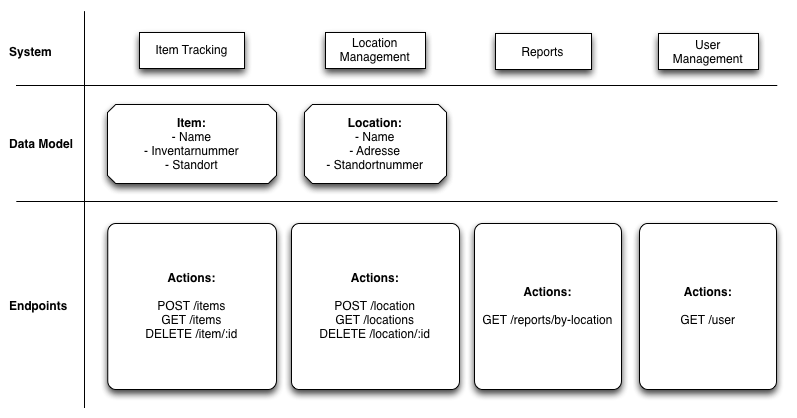 System
Item Tracking
Location
Management
Reports
User
Management
Data Model
Item:
- Name
- Inventarnummer
- Standort
Location:
- Name
- Adresse
- Standortnummer
Endpoints
Actions:
POST /items
GET /items
DELETE /item/:id
Actions:
POST /location
GET /locations
DELETE /location/:id
Actions:
GET /reports/by-location
Actions:
GET /user